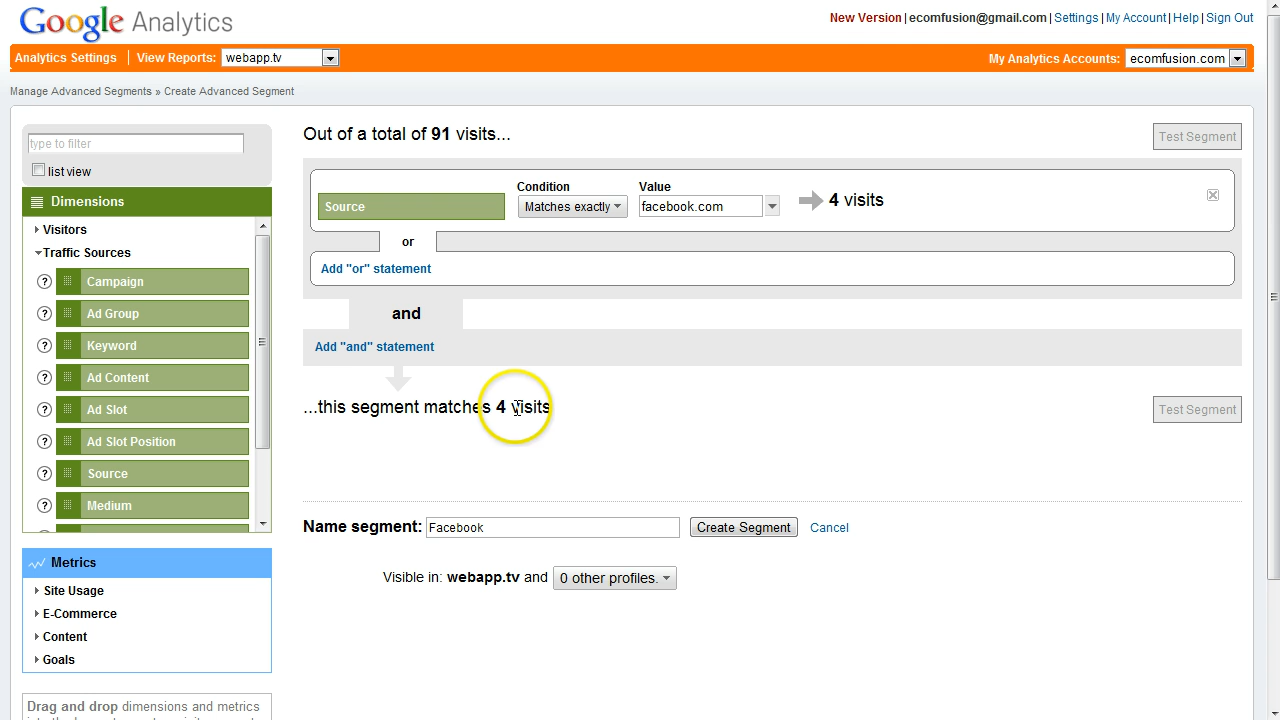 Google Analytics
New Version | ecomfusion@gmail.com | Settings | My Account | Help | Sign Out
Analytics Settings | View Reports: webapp.tv
My Analytics Accounts: ecomfusion.com
Manage Advanced Segments » Create Advanced Segment
type to filter
list view
Dimensions
Visitors
Traffic Sources
? Campaign
? Ad Group
? Keyword
? Ad Content
? Ad Slot
? Ad Slot Position
? Source
? Medium
Metrics
Site Usage
E-Commerce
Content
Goals
Drag and drop dimensions and metrics
Out of a total of 91 visits...
Test Segment
Condition Value
Source Matches exactly facebook.com 4 visits
or
Add "or" statement
and
Add "and" statement
...this segment matches 4 visits
Test Segment
Name segment: Facebook Create Segment Cancel
Visible in: webapp.tv and 0 other profiles.